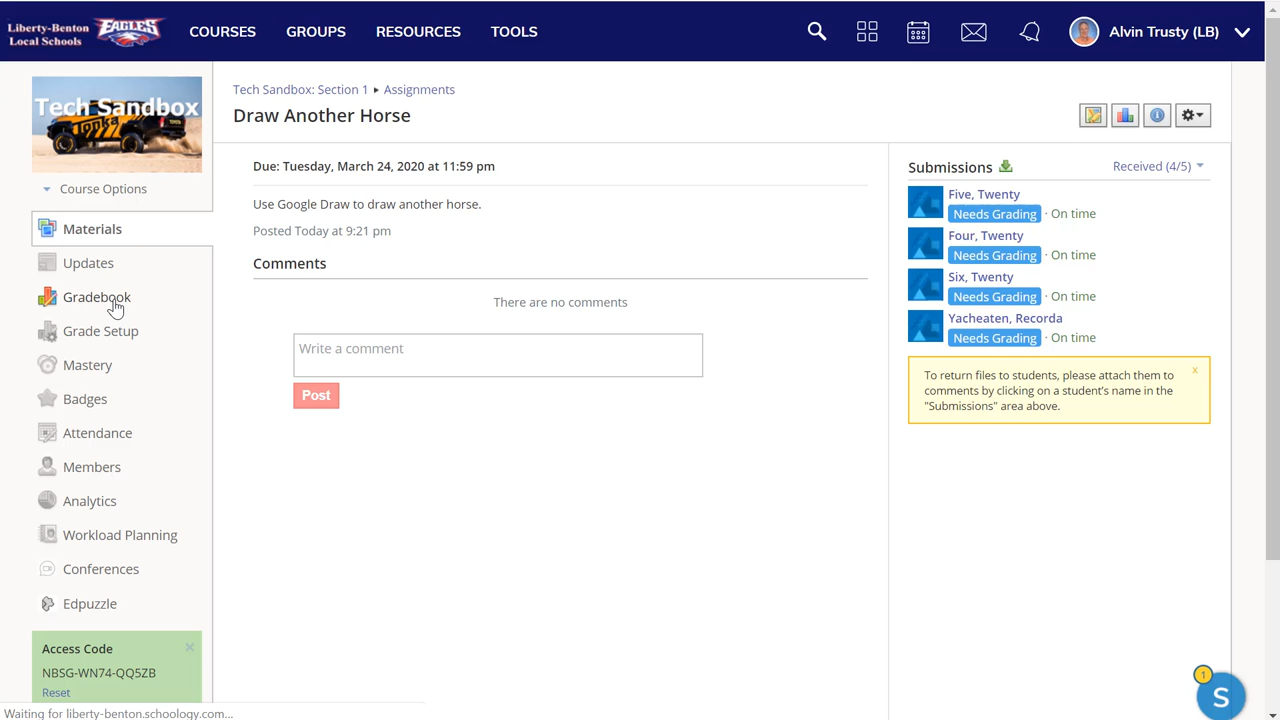 Liberty-Benton
Local Schools
EAGLES
COURSES
GROUPS
RESOURCES
TOOLS
Alvin Trusty (LB)
Tech Sandbox
Course Options
Materials
Updates
Gradebook
Grade Setup
Mastery
Badges
Attendance
Members
Analytics
Workload Planning
Conferences
Edpuzzle
Access Code
NBSG-WN74-QQ5ZB
Reset
Tech Sandbox: Section 1 ▸ Assignments
Draw Another Horse
Due: Tuesday, March 24, 2020 at 11:59 pm
Use Google Draw to draw another horse.
Posted Today at 9:21 pm
Comments
There are no comments
Write a comment
Post
Submissions
Received (4/5)
Five, Twenty
Needs Grading · On time
Four, Twenty
Needs Grading · On time
Six, Twenty
Needs Grading · On time
Yacheaten, Recorda
Needs Grading · On time
To return files to students, please attach them to
comments by clicking on a student's name in the
"Submissions" area above.
x
1
S
Waiting for liberty-benton.schoology.com...